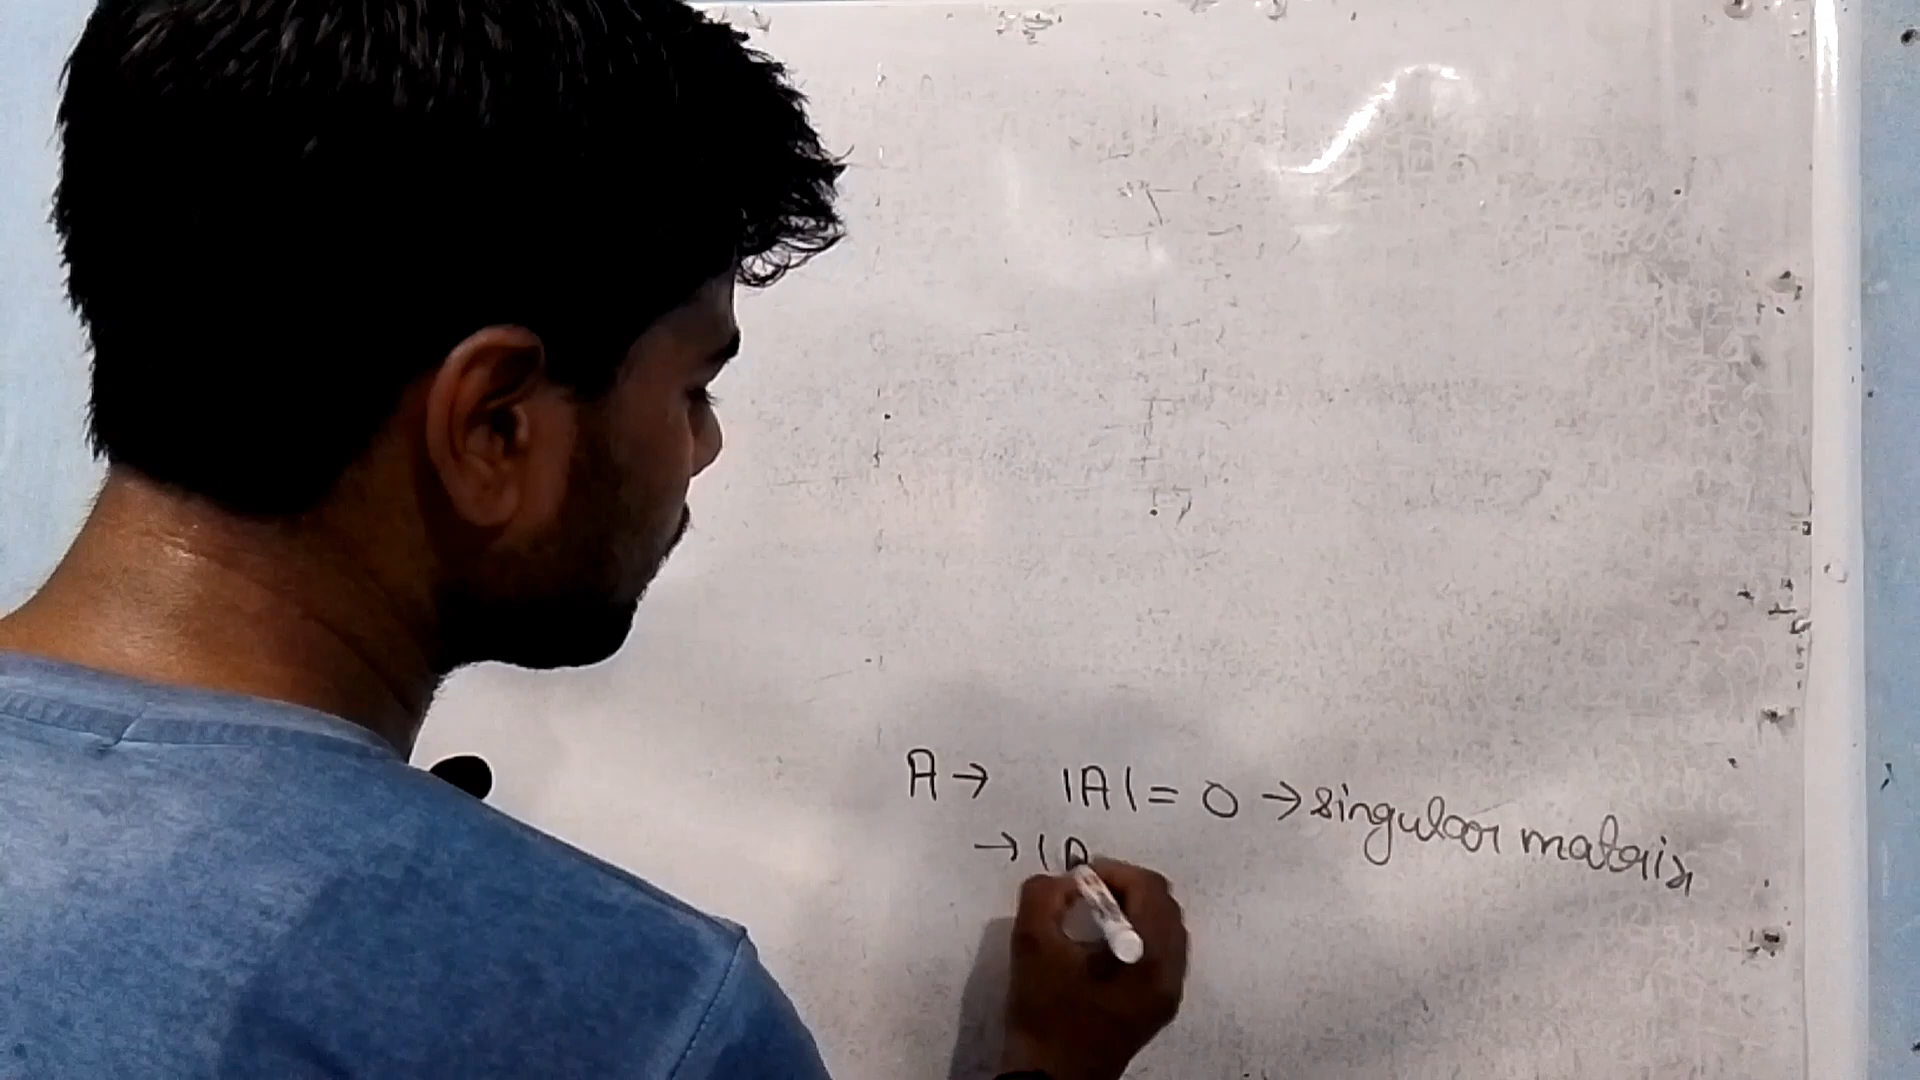 A → |A| = 0 → singular matrix
→ | A